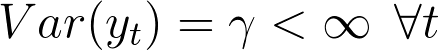 Var(y_t) = γ < ∞ ∀t